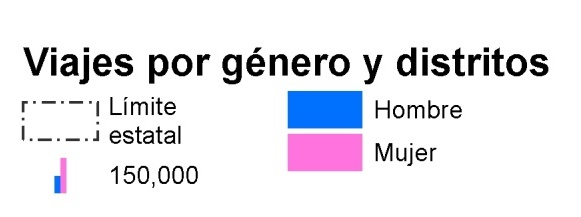 Viajes por género y distritos
Límite
estatal
150,000
Hombre
Mujer